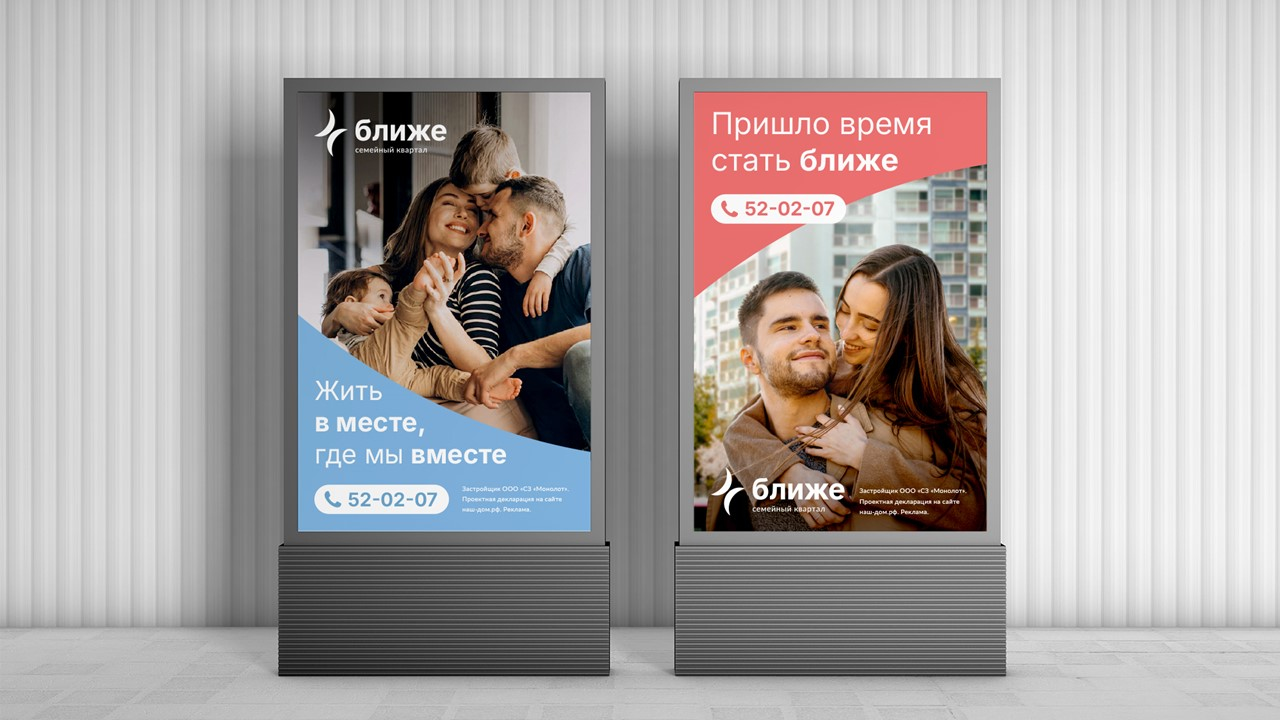 ближе
семейный квартал
Жить
в месте,
где мы вместе
52-02-07
Застройщик ООО «СЗ «Монолот».
Проектная декларация на сайте
наш-дом.рф. Реклама.
Пришло время
стать ближе
52-02-07
ближе
семейный квартал
Застройщик ООО «СЗ «Монолот».
Проектная декларация на сайте
наш-дом.рф. Реклама.